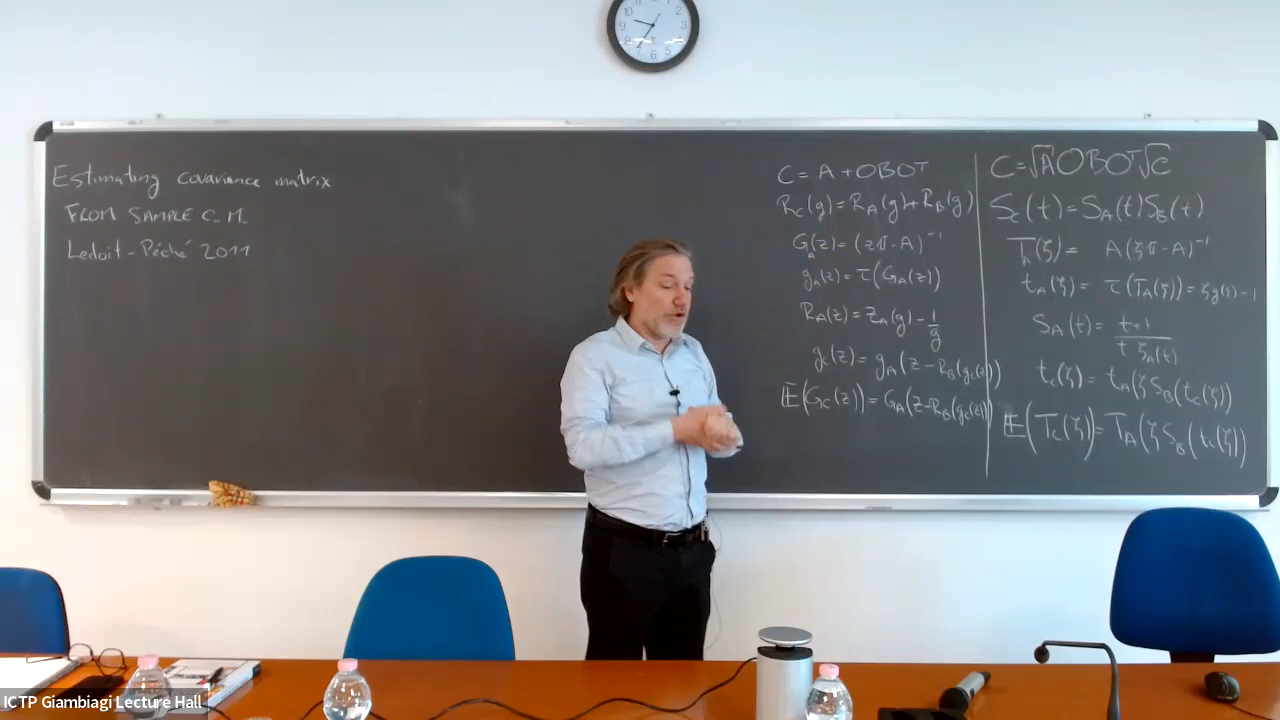 Estimating covariance matrix
FROM SAMPLE C.M.
Ledoit-Péché 2011
C = A + OBOᵀ
R_C(g) = R_A(g) + R_B(g)
G_A(z) = (z𝟙 - A)⁻¹
g_A(z) = τ(G_A(z))
R_A(z) = z_A(g) - 1/g
g_C(z) = g_A(z - R_B(g_C(z)))
𝔼(G_C(z)) = G_A(z - R_B(g_C(z)))
C = √A OBOᵀ √C
S_C(t) = S_A(t) S_B(t)
T_A(ζ) = A(ζ𝟙 - A)⁻¹
t_A(ζ) = τ(T_A(ζ)) = ζg(ζ) - 1
S_A(t) = t+1 / t ζ_A(t)
t_C(ζ) = t_A(ζ S_B(t_C(ζ)))
𝔼(T_C(ζ)) = T_A(ζ S_B(t_C(ζ)))
ICTP Giambiagi Lecture Hall